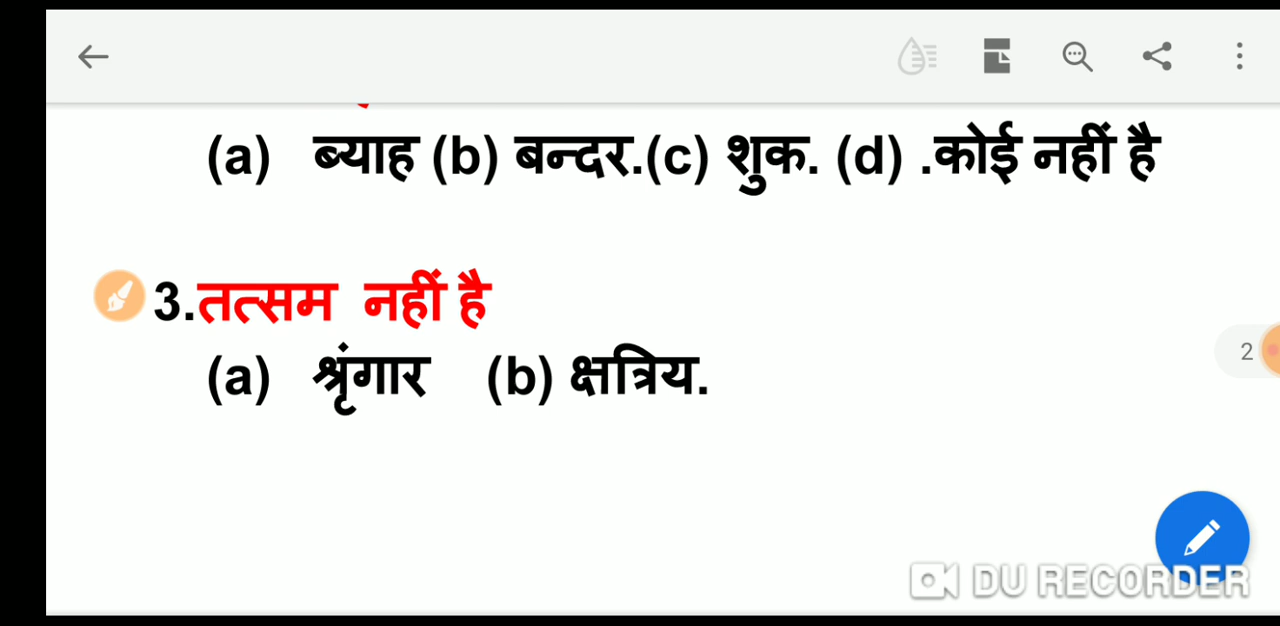 (a) ब्याह (b) बन्दर.(c) शुक. (d) .कोई नहीं है
3.तत्सम नहीं है
(a) श्रृंगार (b) क्षत्रिय.
2
DU RECORDER